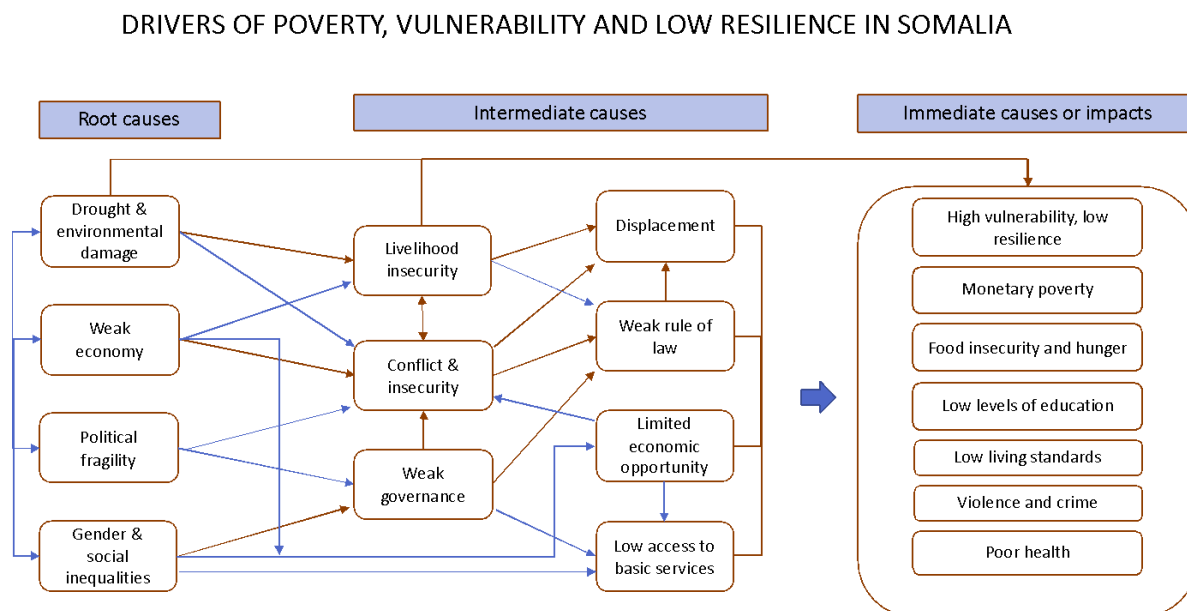 DRIVERS OF POVERTY, VULNERABILITY AND LOW RESILIENCE IN SOMALIA
Root causes
Intermediate causes
Immediate causes or impacts
Drought &
environmental
damage
Weak
economy
Political
fragility
Gender &
social
inequalities
Livelihood
insecurity
Conflict &
insecurity
Weak
governance
Displacement
Weak rule of
law
Limited
economic
opportunity
Low access to
basic services
High vulnerability, low
resilience
Monetary poverty
Food insecurity and hunger
Low levels of education
Low living standards
Violence and crime
Poor health